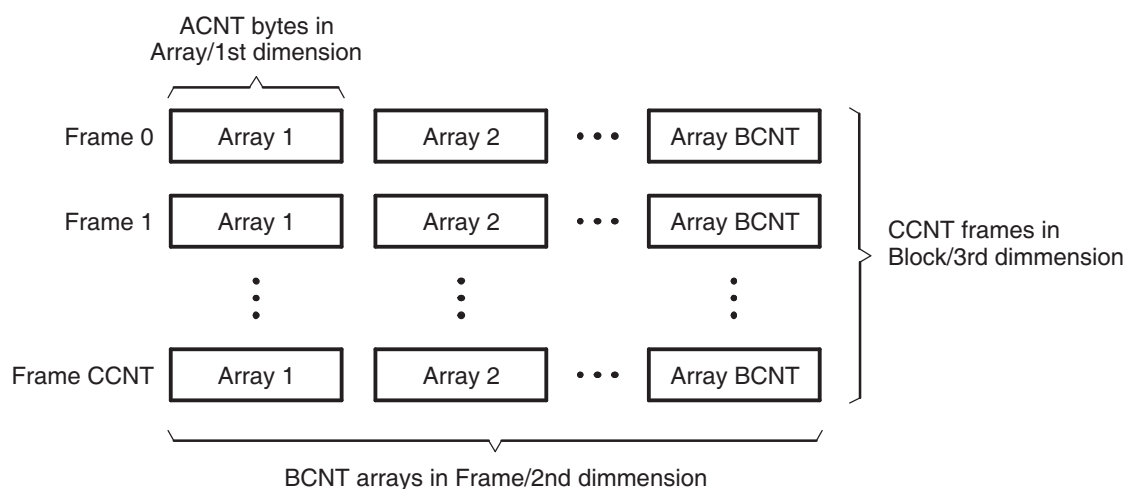 ACNT bytes in
Array/1st dimension
Frame 0 Array 1 Array 2 Array BCNT
Frame 1 Array 1 Array 2 Array BCNT
CCNT frames in
Block/3rd dimmension
Frame CCNT Array 1 Array 2 Array BCNT
BCNT arrays in Frame/2nd dimmension